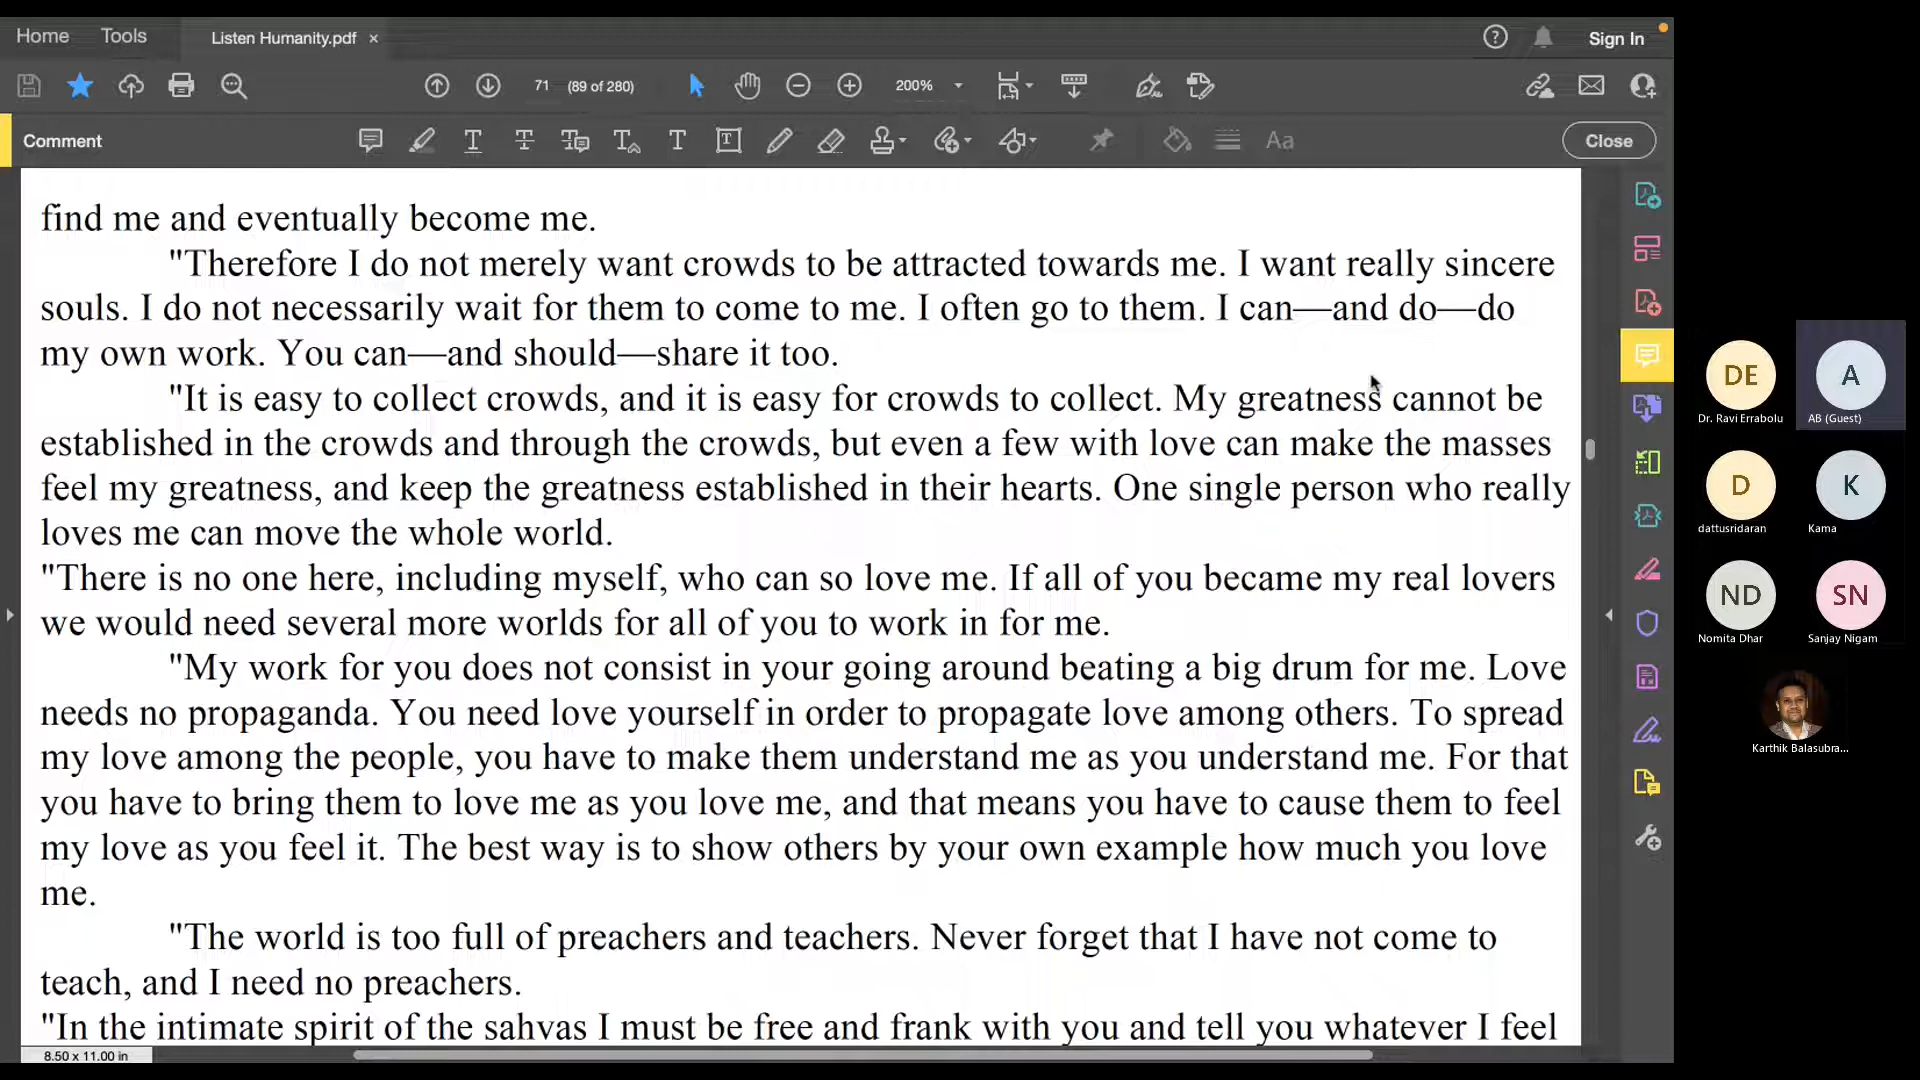 Home Tools Listen Humanity.pdf × Sign In
71 (89 of 280) 200%
Comment Aa Close
find me and eventually become me.
"Therefore I do not merely want crowds to be attracted towards me. I want really sincere
souls. I do not necessarily wait for them to come to me. I often go to them. I can—and do—do
my own work. You can—and should—share it too.
"It is easy to collect crowds, and it is easy for crowds to collect. My greatness cannot be
established in the crowds and through the crowds, but even a few with love can make the masses
feel my greatness, and keep the greatness established in their hearts. One single person who really
loves me can move the whole world.
"There is no one here, including myself, who can so love me. If all of you became my real lovers
we would need several more worlds for all of you to work in for me.
"My work for you does not consist in your going around beating a big drum for me. Love
needs no propaganda. You need love yourself in order to propagate love among others. To spread
my love among the people, you have to make them understand me as you understand me. For that
you have to bring them to love me as you love me, and that means you have to cause them to feel
my love as you feel it. The best way is to show others by your own example how much you love
me.
"The world is too full of preachers and teachers. Never forget that I have not come to
teach, and I need no preachers.
"In the intimate spirit of the sahvas I must be free and frank with you and tell you whatever I feel
8.50 x 11.00 in
DE A
Dr. Ravi Errabolu AB (Guest)
D K
dattusridaran Kama
ND SN
Nomita Dhar Sanjay Nigam
Karthik Balasubra...